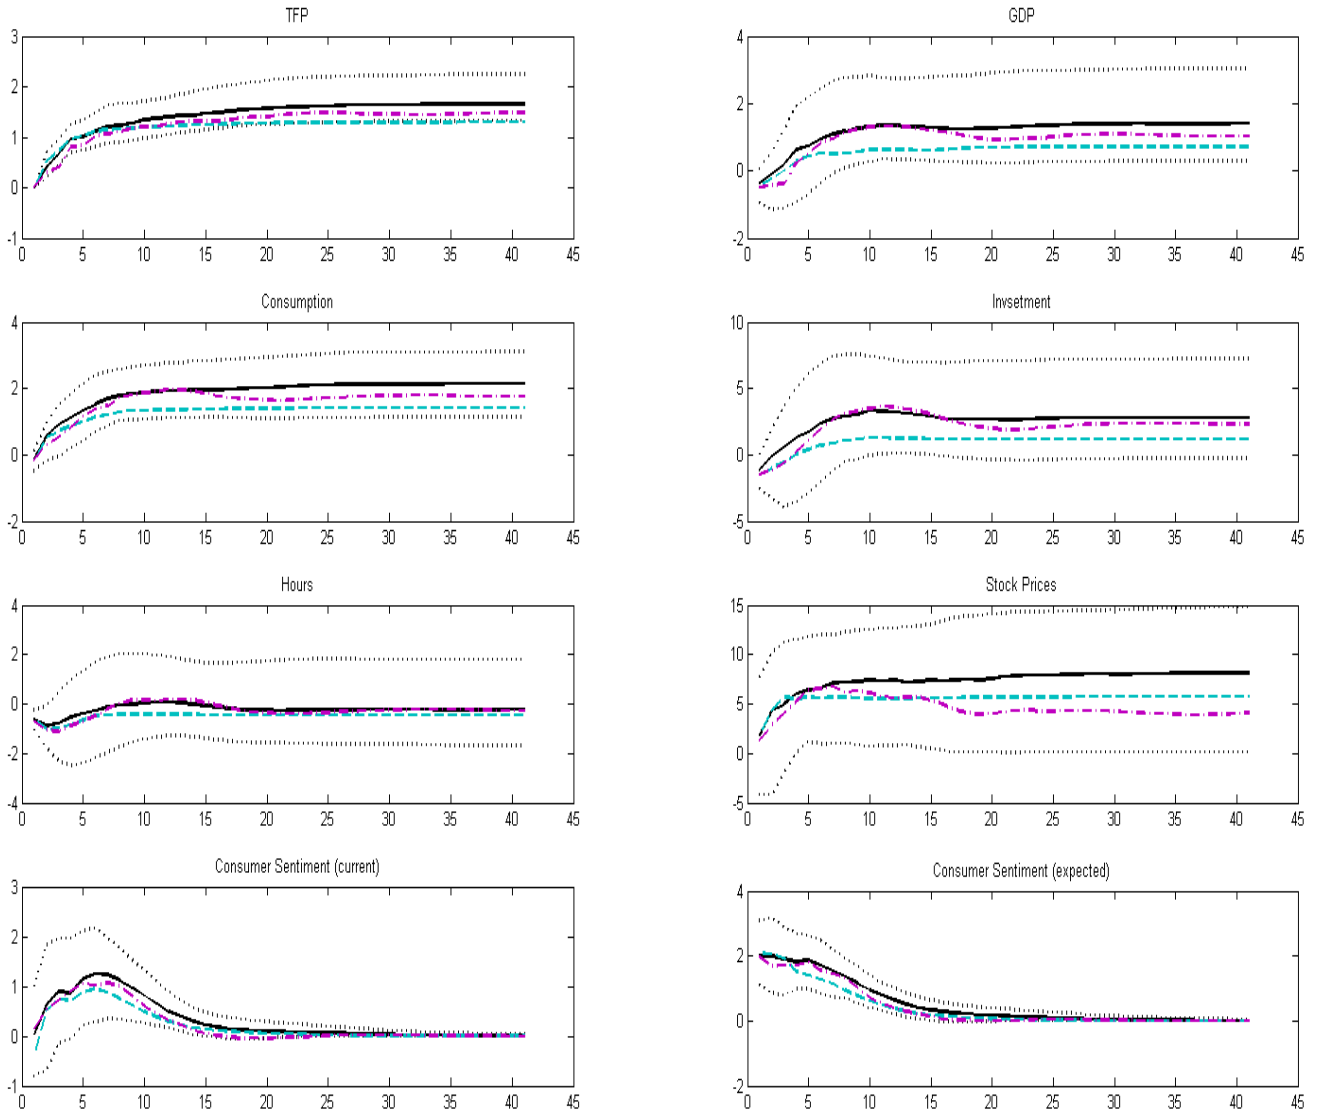 TFP
3
2
1
0
-1
0 5 10 15 20 25 30 35 40 45
GDP
4
2
0
-2
0 5 10 15 20 25 30 35 40 45
Consumption
4
2
0
-2
0 5 10 15 20 25 30 35 40 45
Invsetment
10
5
0
-5
0 5 10 15 20 25 30 35 40 45
Hours
4
2
0
-2
-4
0 5 10 15 20 25 30 35 40 45
Stock Prices
15
10
5
0
-5
0 5 10 15 20 25 30 35 40 45
Consumer Sentiment (current)
3
2
1
0
-1
0 5 10 15 20 25 30 35 40 45
Consumer Sentiment (expected)
4
2
0
-2
0 5 10 15 20 25 30 35 40 45